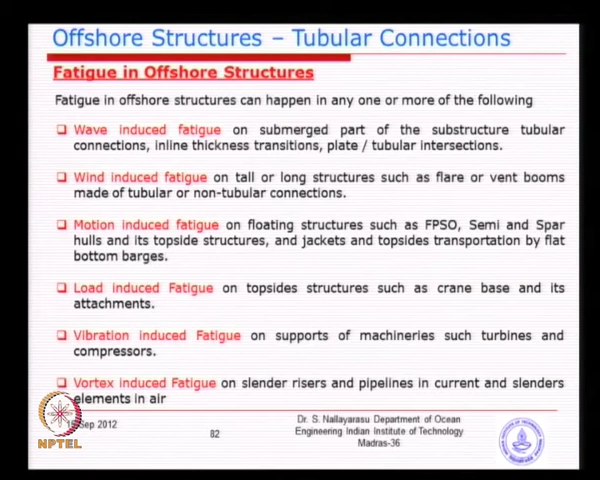 Offshore Structures – Tubular Connections
Fatigue in Offshore Structures
Fatigue in offshore structures can happen in any one or more of the following
Wave induced fatigue on submerged part of the substructure tubular
connections, inline thickness transitions, plate / tubular intersections.
Wind induced fatigue on tall or long structures such as flare or vent booms
made of tubular or non-tubular connections.
Motion induced fatigue on floating structures such as FPSO, Semi and Spar
hulls and its topside structures, and jackets and topsides transportation by flat
bottom barges.
Load induced Fatigue on topsides structures such as crane base and its
attachments.
Vibration induced Fatigue on supports of machineries such turbines and
compressors.
Vortex induced Fatigue on slender risers and pipelines in current and slenders
elements in air
Sep 2012
82
Dr. S. Nallayarasu Department of Ocean
Engineering Indian Institute of Technology
Madras-36
NPTEL